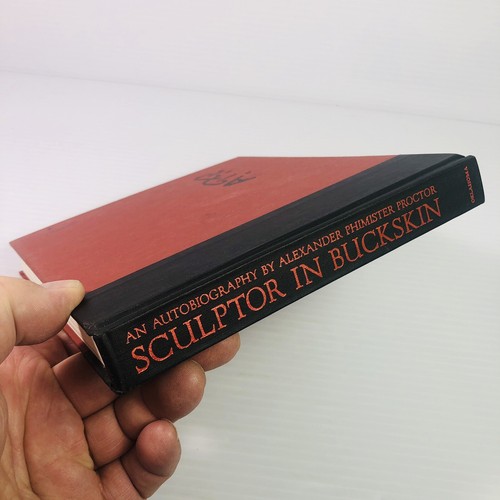 AN AUTOBIOGRAPHY BY ALEXANDER PHIMISTER PROCTOR
SCULPTOR IN BUCKSKIN
OKLAHOMA